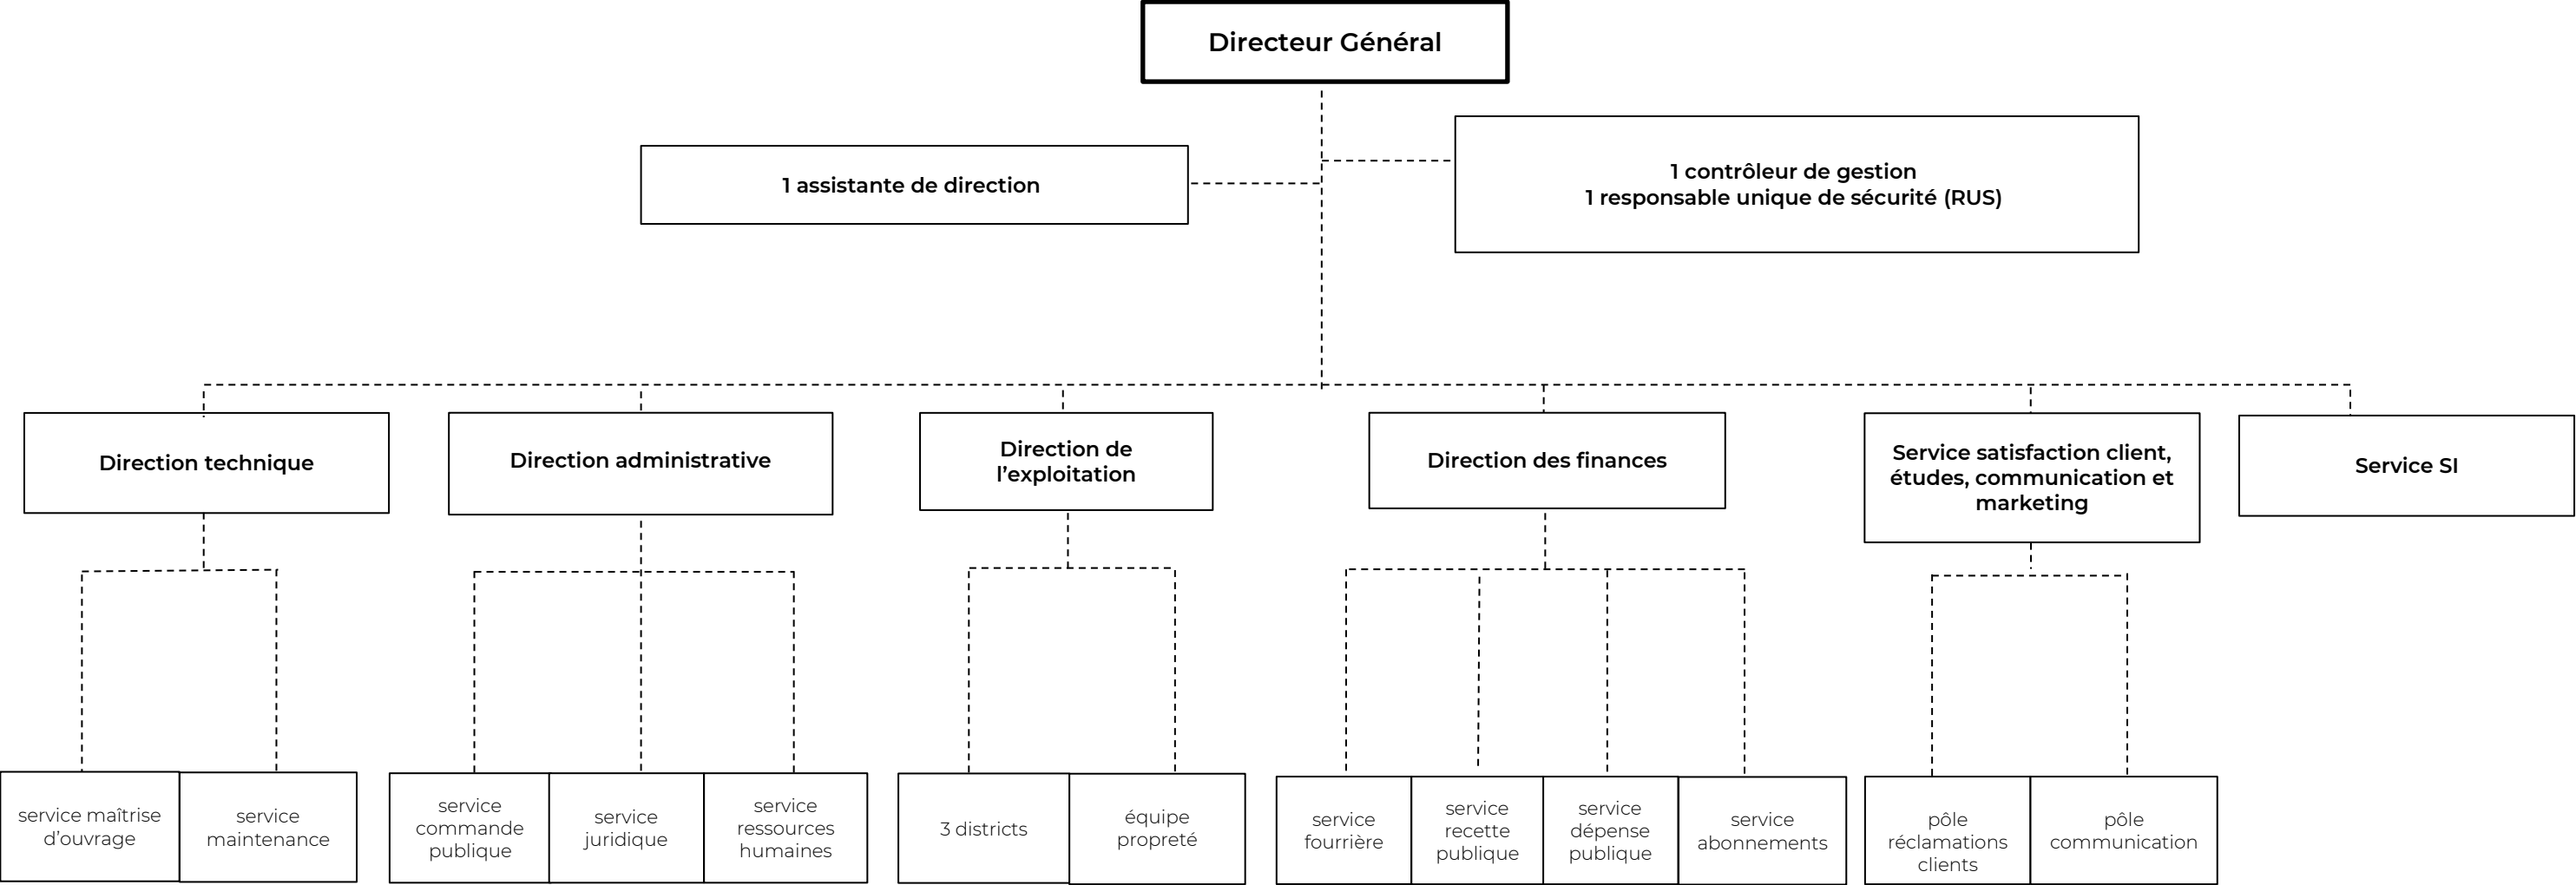 Directeur Général
1 assistante de direction
1 contrôleur de gestion
1 responsable unique de sécurité (RUS)
Direction technique
Direction administrative
Direction de
l’exploitation
Direction des finances
Service satisfaction client,
études, communication et
marketing
Service SI
service maîtrise
d’ouvrage
service
maintenance
service
commande
publique
service
juridique
service
ressources
humaines
3 districts
équipe
propreté
service
fourrière
service
recette
publique
service
dépense
publique
service
abonnements
pôle
réclamations
clients
pôle
communication